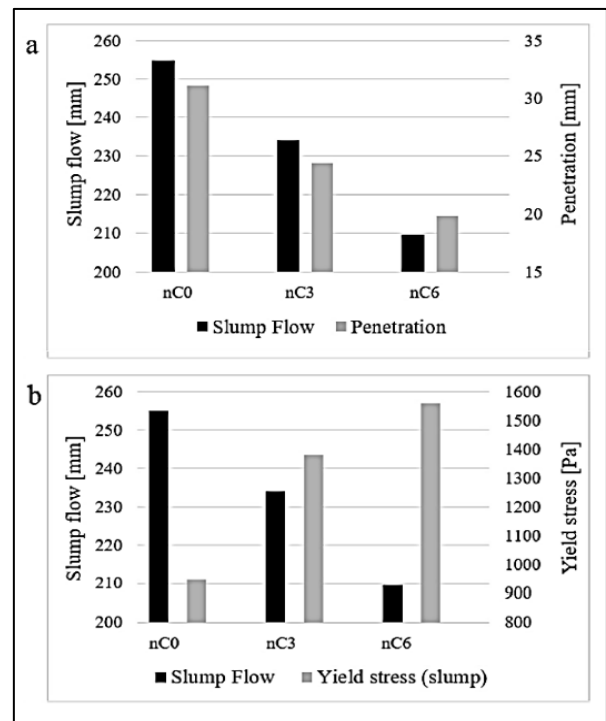 a
Slump flow [mm]
260
250
240
230
220
210
200
35
30
25
20
15
Penetration [mm]
nC0 nC3 nC6
Slump Flow Penetration
b
Slump flow [mm]
260
250
240
230
220
210
200
1600
1500
1400
1300
1200
1100
1000
900
800
Yield stress [Pa]
nC0 nC3 nC6
Slump Flow Yield stress (slump)